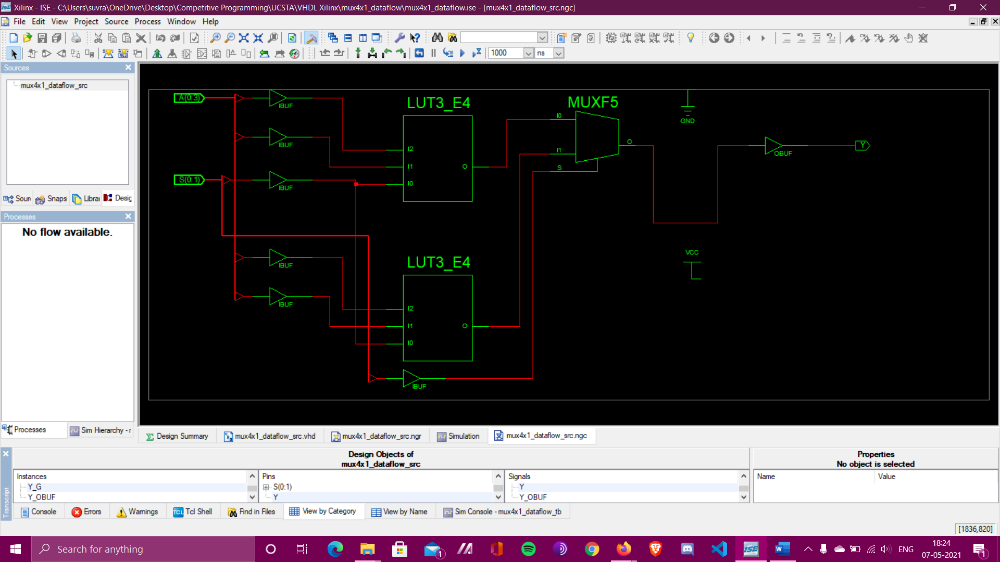 Xilinx - ISE - C:\Users\suvra\OneDrive\Desktop\Competitive Programming\UCSTA\VHDL Xilinx\mux4x1_dataflow\mux4x1_dataflow.ise - [mux4x1_dataflow_src.ngc]
File Edit View Project Source Process Window Help
1000 ns
Sources
mux4x1_dataflow_src
Soun Snaps Librai Desig
Processes
No flow available.
Processes Sim Hierarchy - r
A(0:3)
IBUF
LUT3_E4
MUXF5
I0
GND
IBUF
I2
I1
O
I1
O
S
OBUF
Y
S(0:1)
IBUF
I0
VCC
IBUF
LUT3_E4
IBUF
I2
I1
O
I0
IBUF
Design Summary mux4x1_dataflow_src.vhd mux4x1_dataflow_src.ngr Simulation mux4x1_dataflow_src.ngc
Transcript
Design Objects of
mux4x1_dataflow_src
Properties
No object is selected
Instances Pins Signals Name Value
Y_G S(0:1) Y
Y_OBUF Y Y_OBUF
Console Errors Warnings TCL Tcl Shell Find in Files View by Category View by Name Sim Console - mux4x1_dataflow_tb
[1836,820]
Search for anything
1
ISE
ENG
18:24
07-05-2021
1